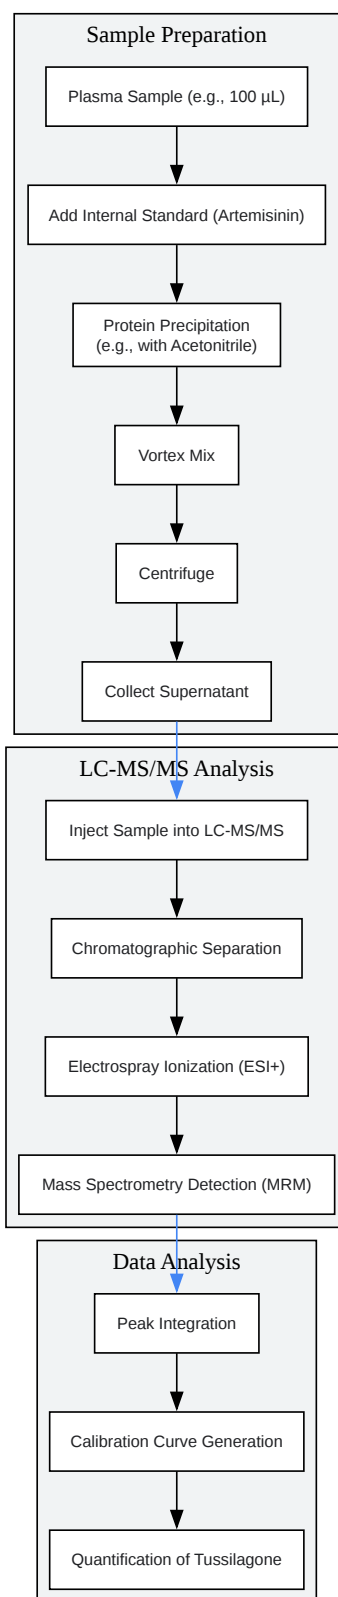 Sample Preparation
Plasma Sample (e.g., 100 µL)
Add Internal Standard (Artemisinin)
Protein Precipitation
(e.g., with Acetonitrile)
Vortex Mix
Centrifuge
Collect Supernatant
LC-MS/MS Analysis
Inject Sample into LC-MS/MS
Chromatographic Separation
Electrospray Ionization (ESI+)
Mass Spectrometry Detection (MRM)
Data Analysis
Peak Integration
Calibration Curve Generation
Quantification of Tussilagone